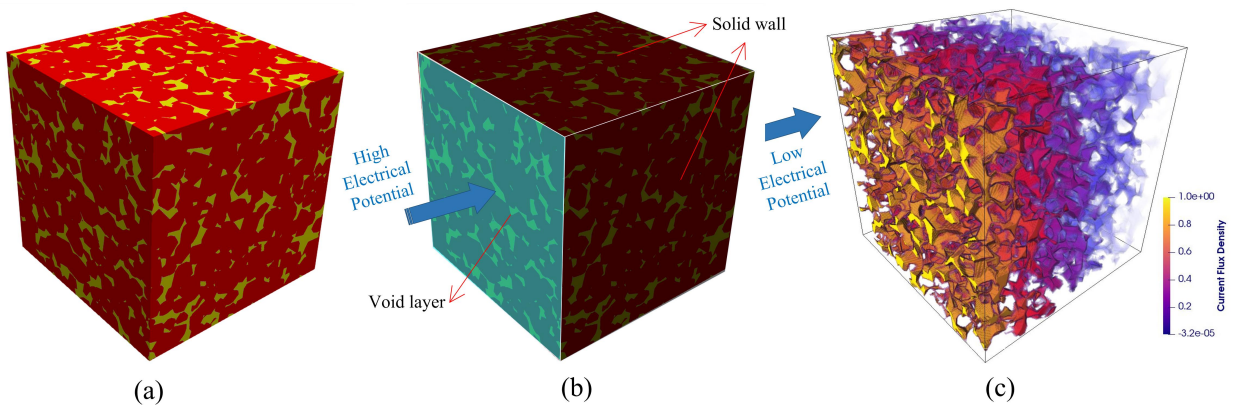 Solid wall
High
Electrical
Potential
Void layer
Low
Electrical
Potential
1.0e+00
0.8
0.6
0.4
0.2
-3.2e-05
Current Flux Density
(a)
(b)
(c)